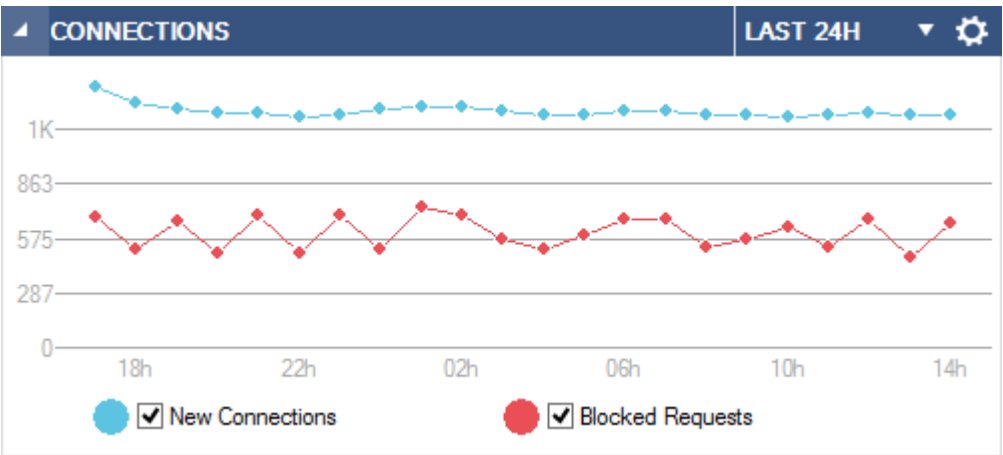 CONNECTIONS LAST 24H
1K
863
575
287
0
18h 22h 02h 06h 10h 14h
New Connections Blocked Requests